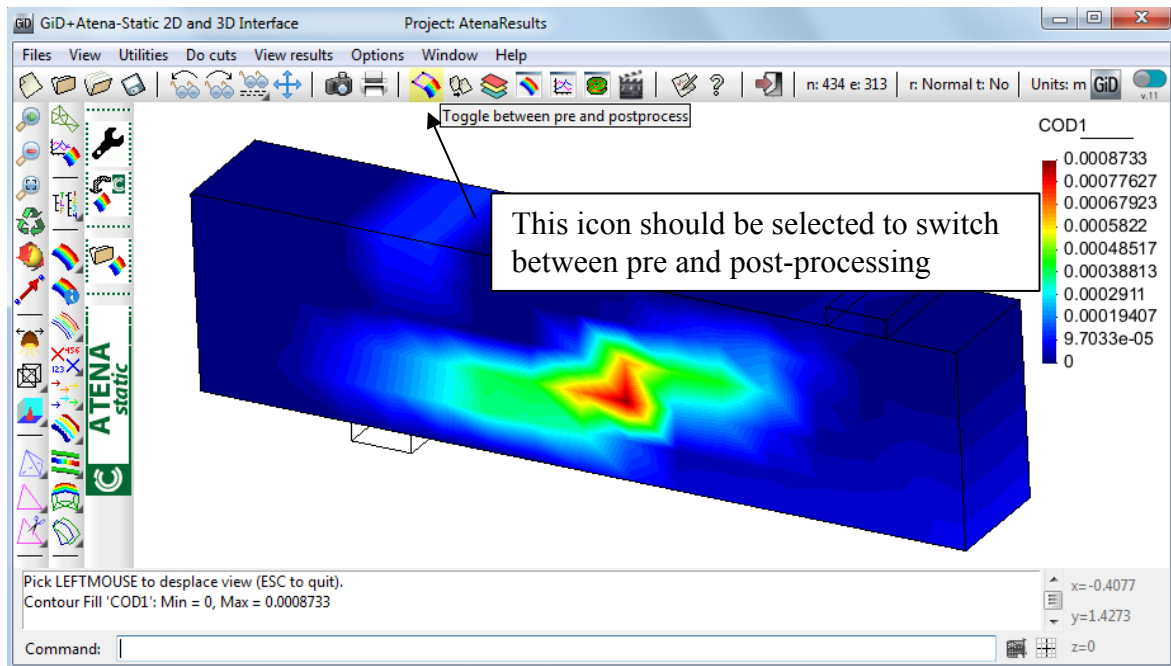 GiD+Atena-Static 2D and 3D Interface Project: AtenaResults
Files View Utilities Do cuts View results Options Window Help
n: 434 e: 313 r: Normal t: No Units: m GiD
v.11
Toggle between pre and postprocess
COD1
This icon should be selected to switch
between pre and post-processing
0.0008733
0.00077627
0.00067923
0.0005822
0.00048517
0.00038813
0.0002911
0.00019407
9.7033e-05
0
ATENA
static
Pick LEFTMOUSE to desplace view (ESC to quit).
Contour Fill 'COD1': Min = 0, Max = 0.0008733
x=-0.4077
y=1.4273
z=0
Command: